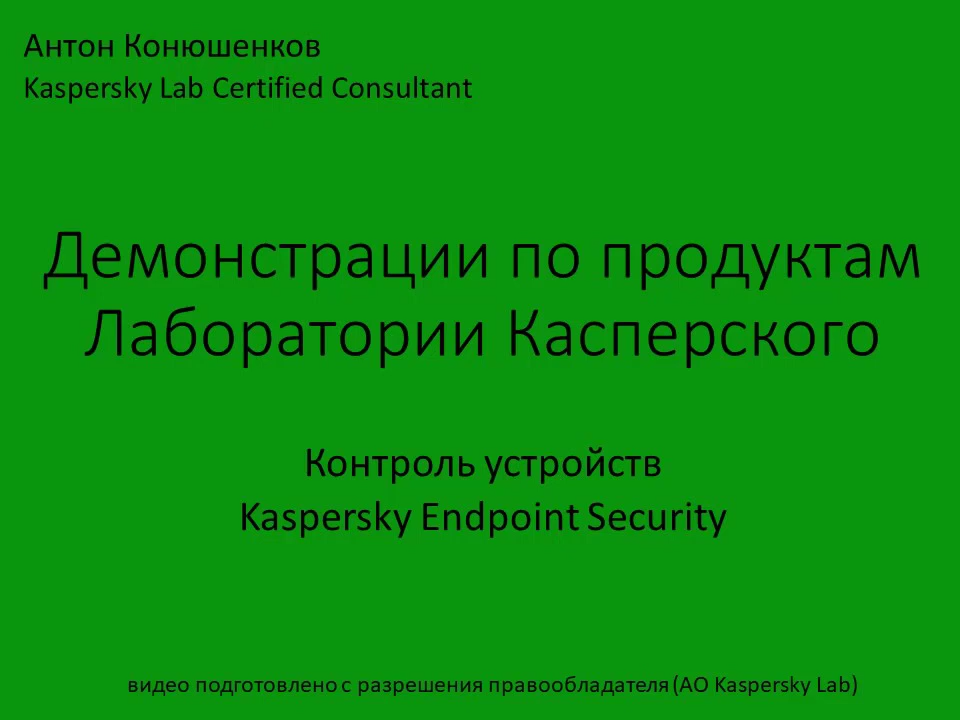 Антон Конюшенков
Kaspersky Lab Certified Consultant
Демонстрации по продуктам
Лаборатории Касперского
Контроль устройств
Kaspersky Endpoint Security
видео подготовлено с разрешения правообладателя (АО Kaspersky Lab)